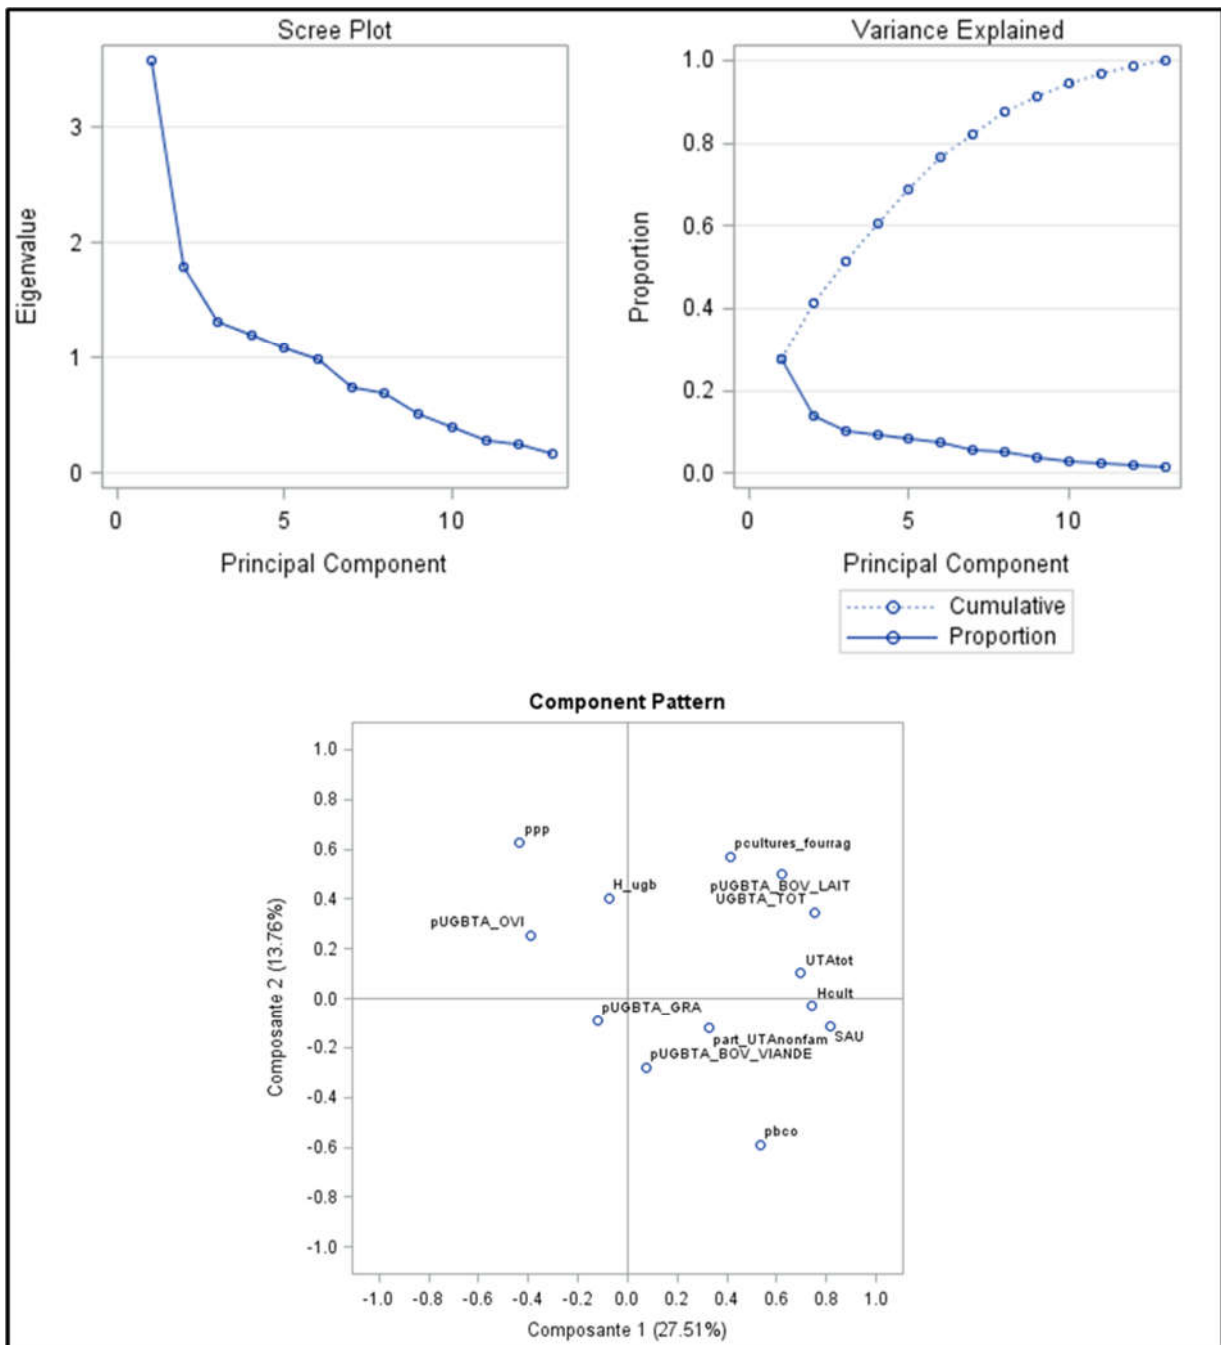 Scree Plot
Eigenvalue
3
2
1
0
0 5 10
Principal Component
Variance Explained
Proportion
1.0
0.8
0.6
0.4
0.2
0.0
0 5 10
Principal Component
Cumulative
Proportion
Component Pattern
Composante 2 (13.76%)
1.0
0.8
0.6
0.4
0.2
0.0
-0.2
-0.4
-0.6
-0.8
-1.0
ppp
pcultures_fourrag
H_ugb
pUGBTA_BOV_LAIT
UGBTA_TOT
pUGBTA_OVI
UTAtot
Hcult
pUGBTA_GRA
part_UTAnonfam
SAU
pUGBTA_BOV_VIANDE
pbco
-1.0 -0.8 -0.6 -0.4 -0.2 0.0 0.2 0.4 0.6 0.8 1.0
Composante 1 (27.51%)